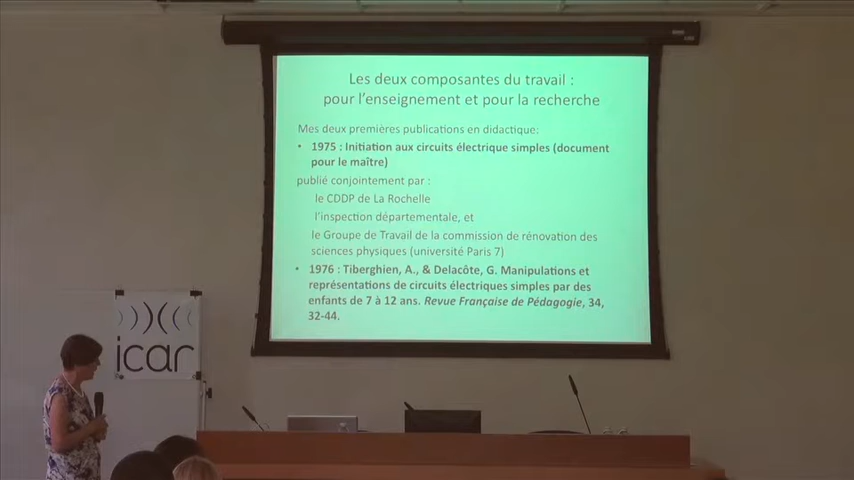 Les deux composantes du travail :
pour l'enseignement et pour la recherche
Mes deux premières publications en didactique:
• 1975 : Initiation aux circuits électrique simples (document
pour le maître)
publié conjointement par :
le CDDP de La Rochelle
l'inspection départementale, et
le Groupe de Travail de la commission de rénovation des
sciences physiques (université Paris 7)
• 1976 : Tiberghien, A., & Delacôte, G. Manipulations et
représentations de circuits électriques simples par des
enfants de 7 à 12 ans. Revue Française de Pédagogie, 34,
32-44.
icar